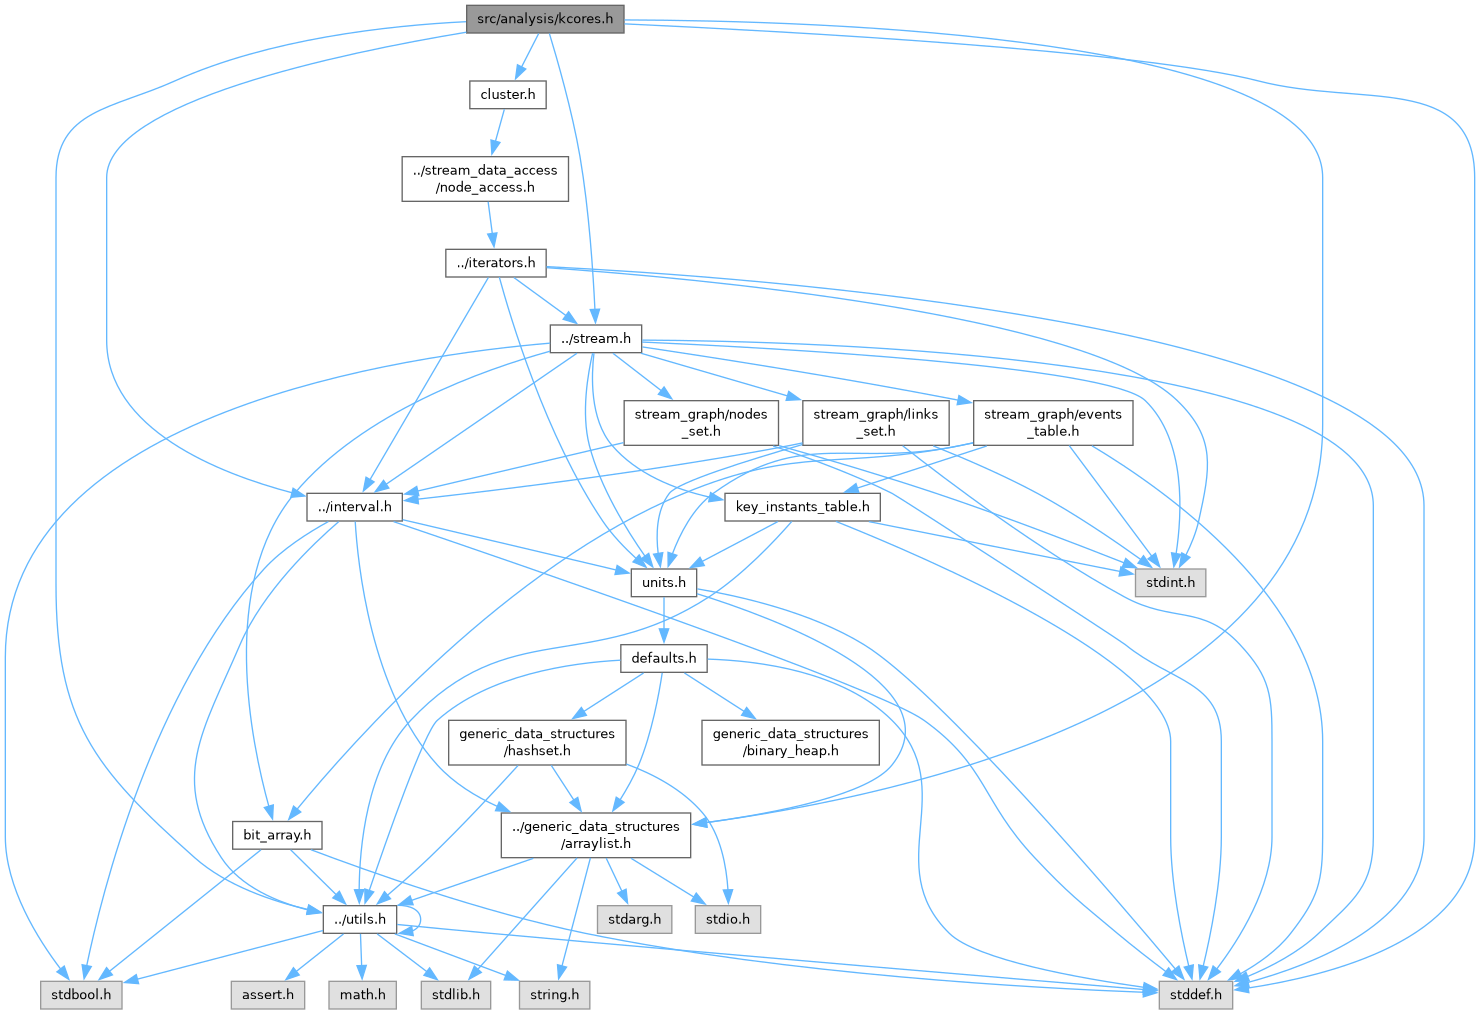 src/analysis/kcores.h
cluster.h
../stream_data_access
/node_access.h
../iterators.h
../stream.h
stream_graph/nodes
_set.h
stream_graph/links
_set.h
stream_graph/events
_table.h
../interval.h
key_instants_table.h
units.h
stdint.h
defaults.h
generic_data_structures
/hashset.h
generic_data_structures
/binary_heap.h
bit_array.h
../generic_data_structures
/arraylist.h
../utils.h
stdarg.h
stdio.h
stdbool.h
assert.h
math.h
stdlib.h
string.h
stddef.h